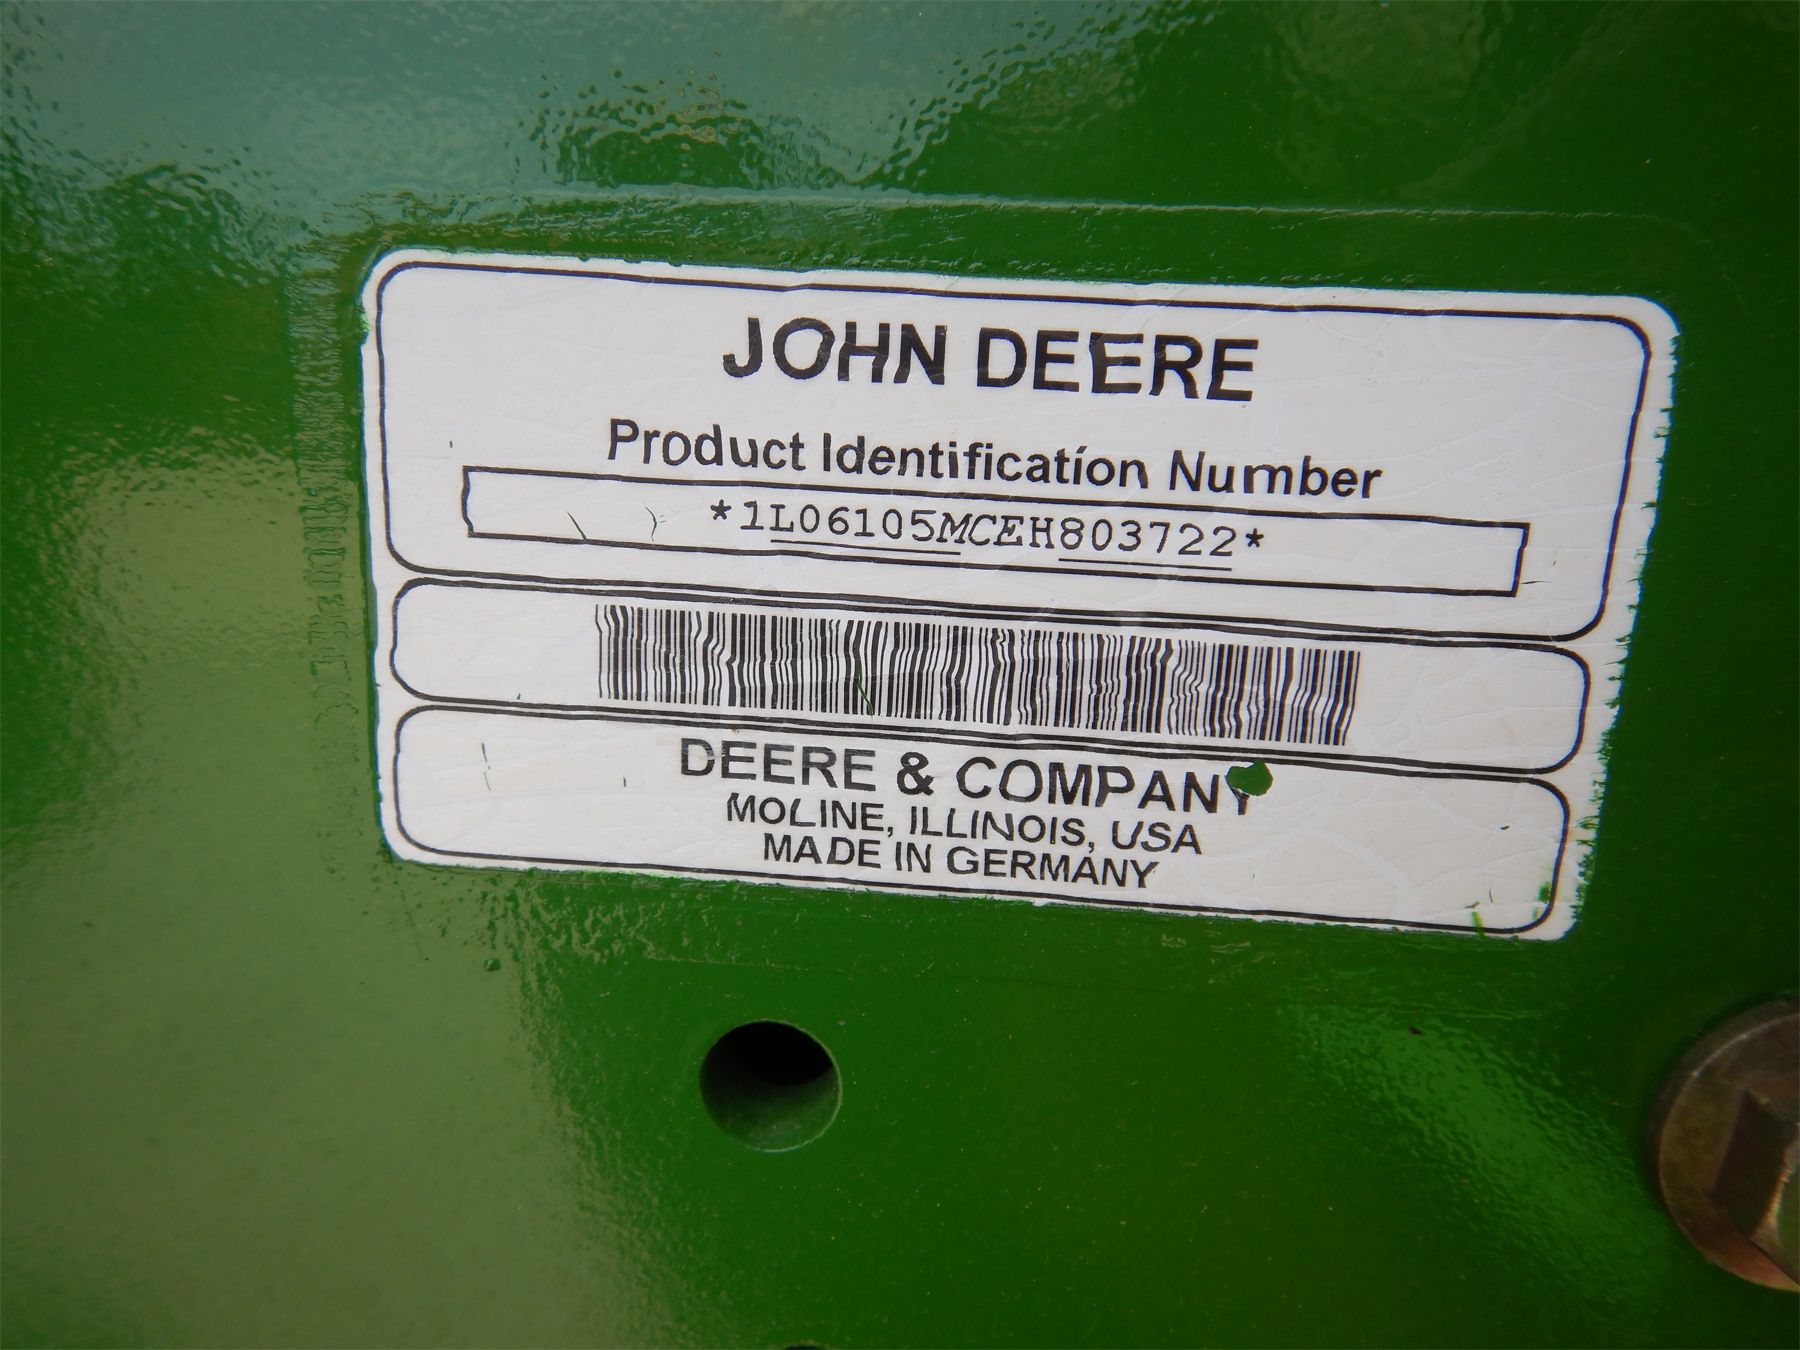 JOHN DEERE
Product Identification Number
*1L06105MCEH803722*
DEERE & COMPANY
MOLINE, ILLINOIS, USA
MADE IN GERMANY